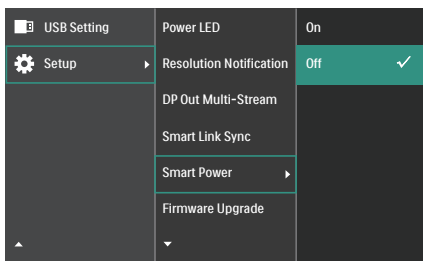 USB Setting
Setup
Power LED
Resolution Notification
DP Out Multi-Stream
Smart Link Sync
Smart Power
Firmware Upgrade
On
Off